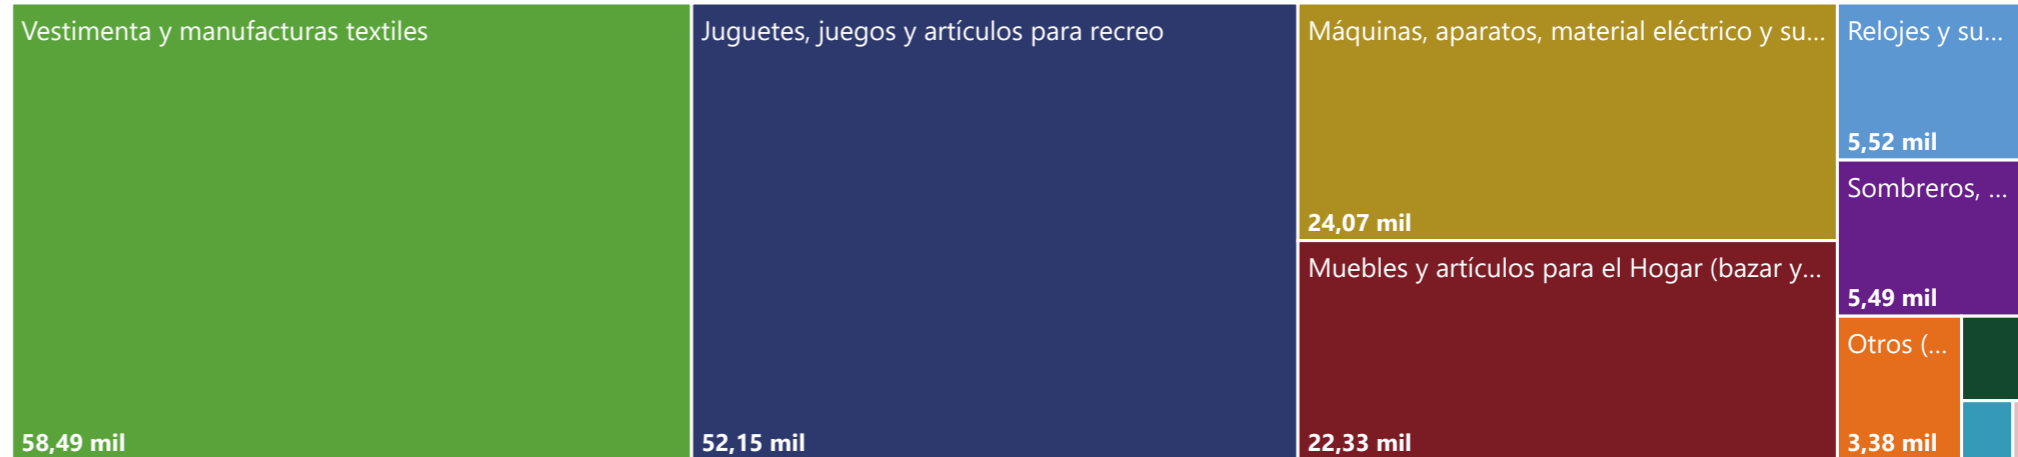 Vestimenta y manufacturas textiles
58,49 mil
Juguetes, juegos y artículos para recreo
52,15 mil
Máquinas, aparatos, material eléctrico y su...
24,07 mil
Muebles y artículos para el Hogar (bazar y...
22,33 mil
Relojes y su...
5,52 mil
Sombreros, ...
5,49 mil
Otros (...
3,38 mil